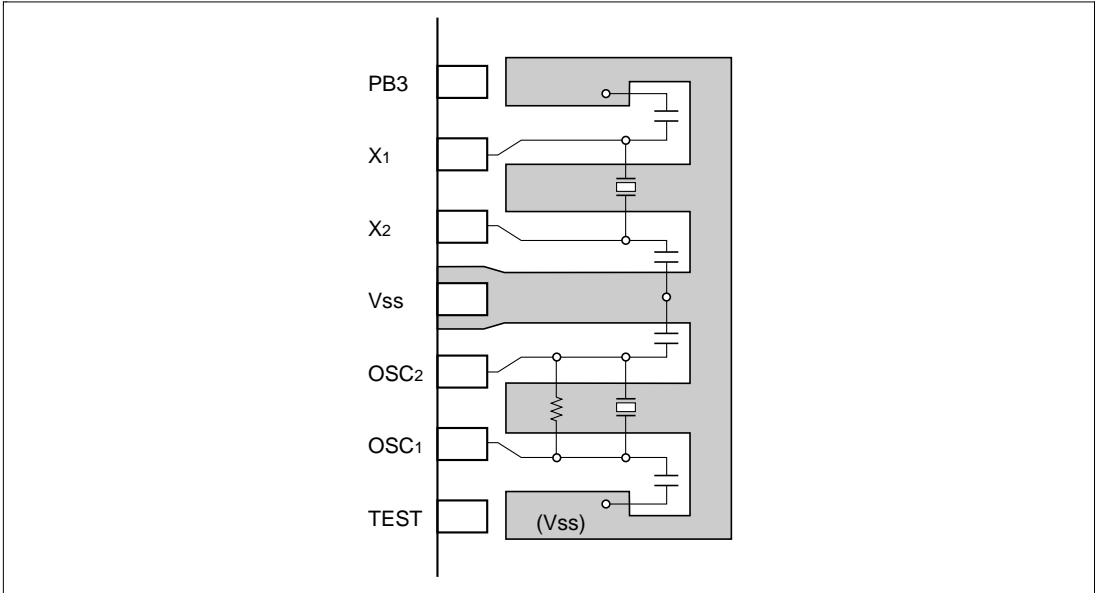 PB3
X1
X2
Vss
OSC2
OSC1
TEST
(Vss)